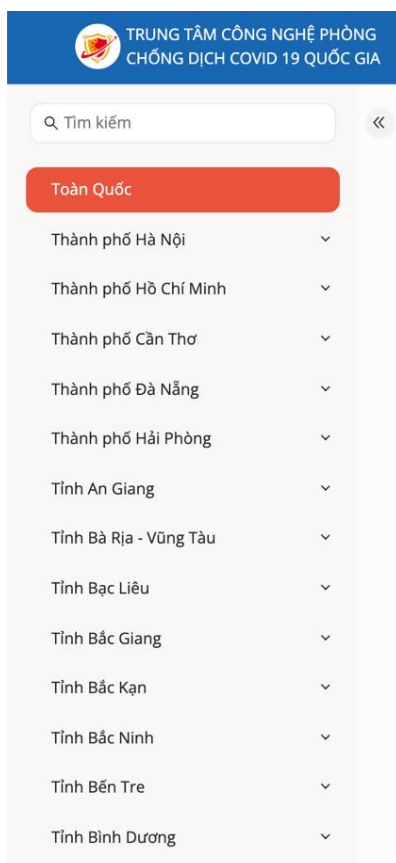 TRUNG TÂM CÔNG NGHỆ PHÒNG
CHỐNG DỊCH COVID 19 QUỐC GIA
Tìm kiếm
Toàn Quốc
Thành phố Hà Nội
Thành phố Hồ Chí Minh
Thành phố Cần Thơ
Thành phố Đà Nẵng
Thành phố Hải Phòng
Tỉnh An Giang
Tỉnh Bà Rịa - Vũng Tàu
Tỉnh Bạc Liêu
Tỉnh Bắc Giang
Tỉnh Bắc Kạn
Tỉnh Bắc Ninh
Tỉnh Bến Tre
Tỉnh Bình Dương